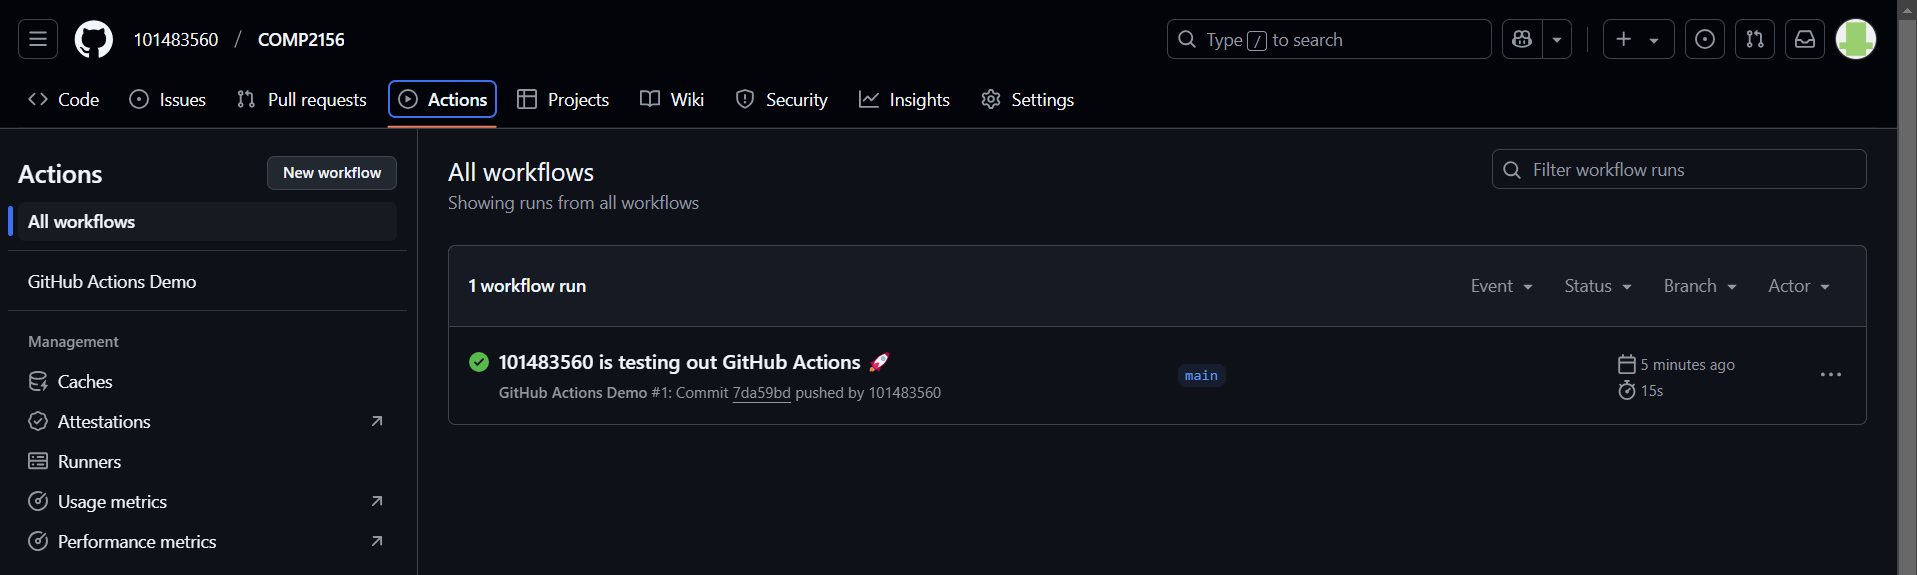 101483560 / COMP2156
Type / to search
Code Issues Pull requests Actions Projects Wiki Security Insights Settings
Actions
New workflow
All workflows
GitHub Actions Demo
Management
Caches
Attestations
Runners
Usage metrics
Performance metrics
All workflows
Showing runs from all workflows
Filter workflow runs
1 workflow run
Event Status Branch Actor
101483560 is testing out GitHub Actions 🚀
GitHub Actions Demo #1: Commit 7da59bd pushed by 101483560
main
5 minutes ago
15s